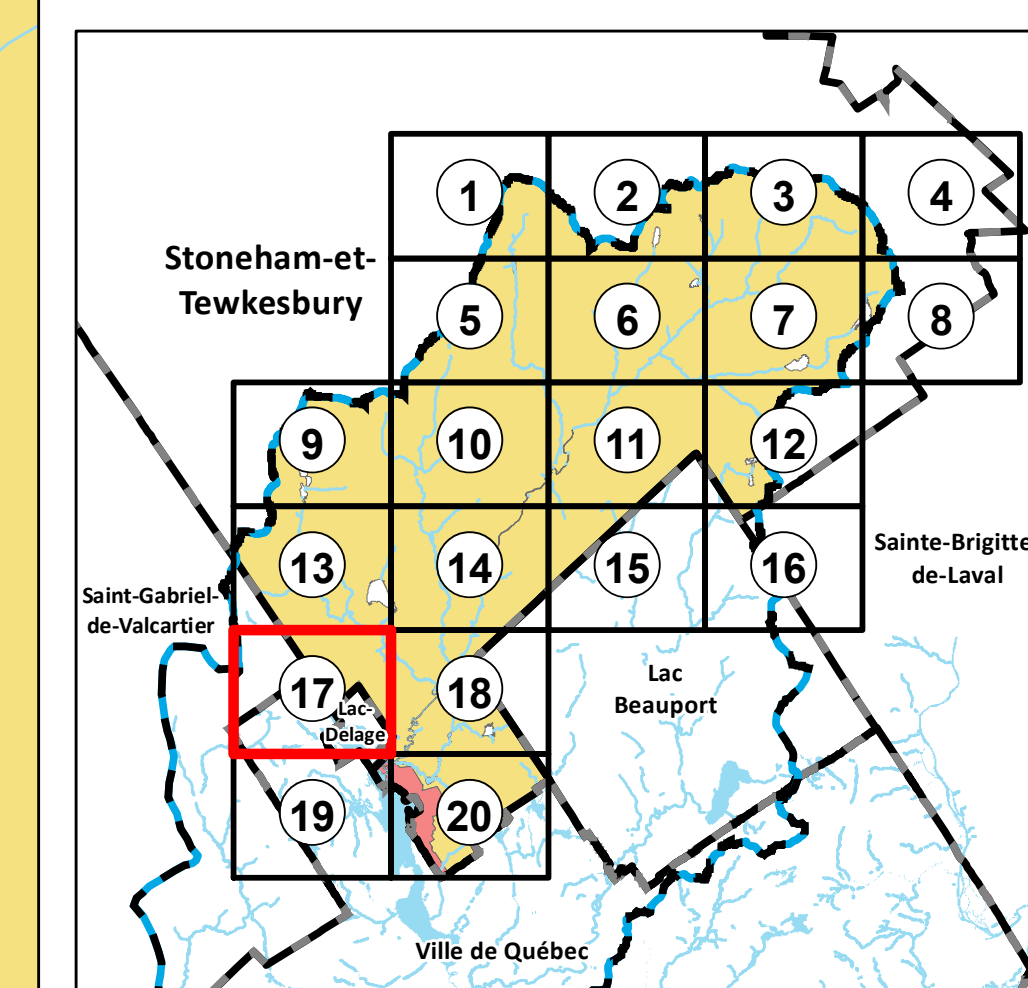 1
2
3
4
Stoneham-et-
Tewkesbury
5
6
7
8
9
10
11
12
13
14
15
16
Sainte-Brigitte
de-Laval
Saint-Gabriel-
de-Valcartier
17
18
Lac-
Delage
Lac
Beauport
19
20
Ville de Québec